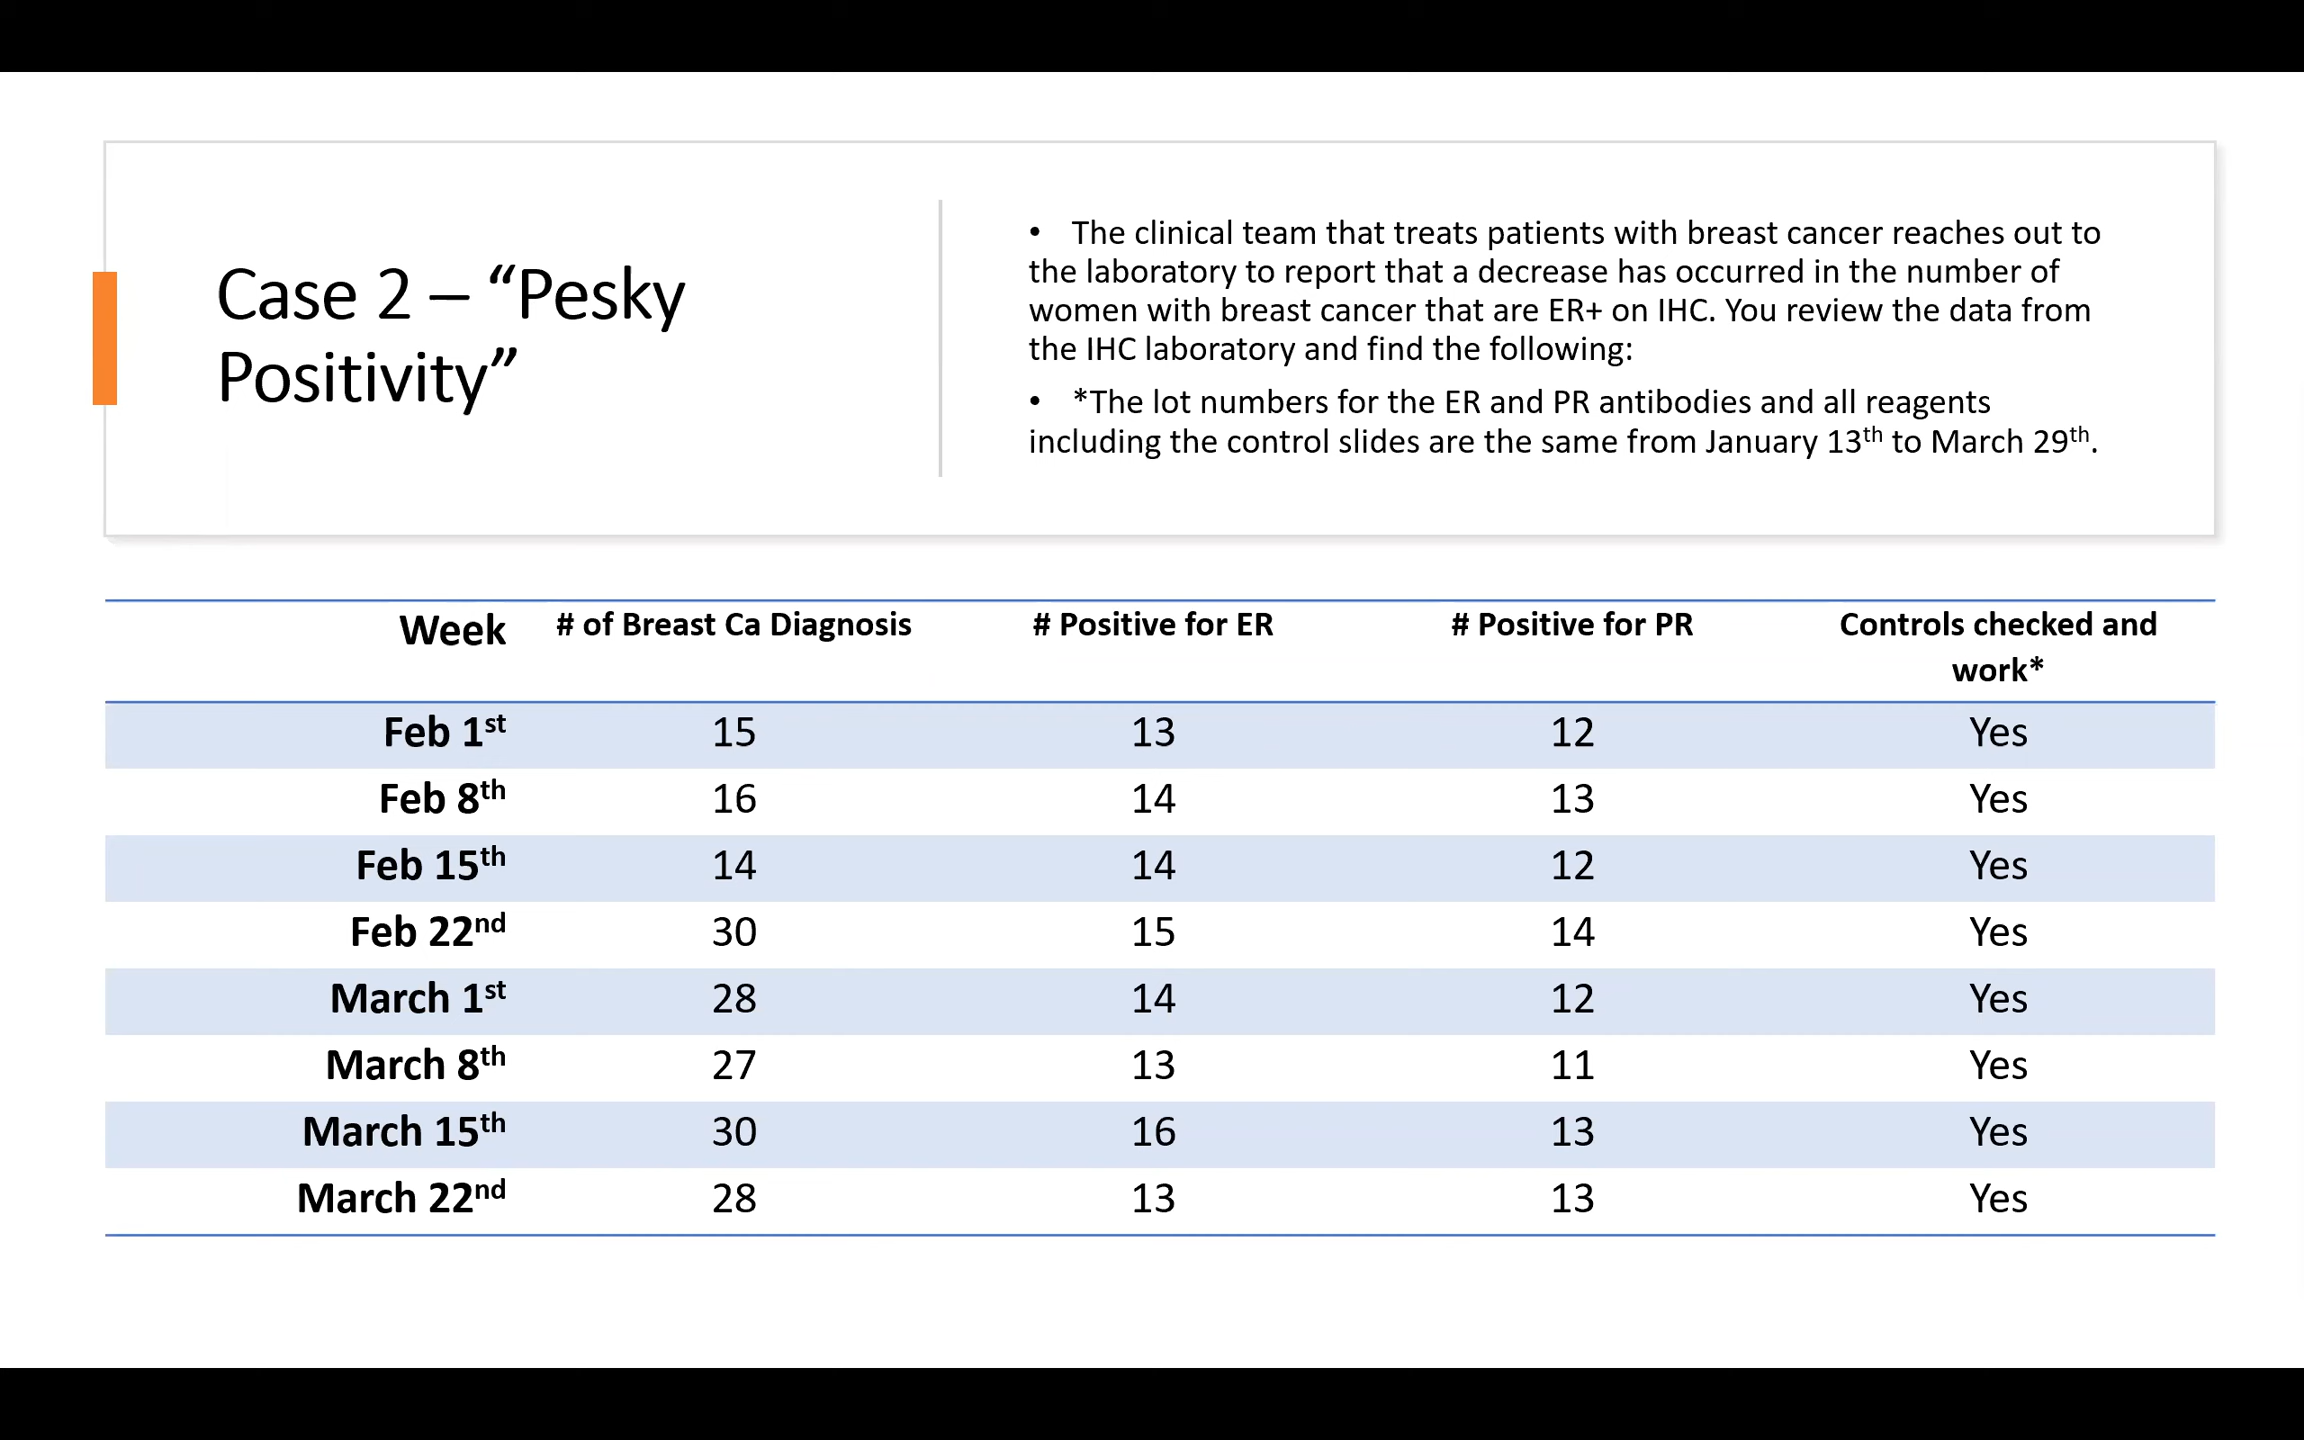 Case 2 – “Pesky
Positivity”
• The clinical team that treats patients with breast cancer reaches out to
the laboratory to report that a decrease has occurred in the number of
women with breast cancer that are ER+ on IHC. You review the data from
the IHC laboratory and find the following:
• *The lot numbers for the ER and PR antibodies and all reagents
including the control slides are the same from January 13th to March 29th.
Week # of Breast Ca Diagnosis # Positive for ER # Positive for PR Controls checked and
work*
Feb 1st 15 13 12 Yes
Feb 8th 16 14 13 Yes
Feb 15th 14 14 12 Yes
Feb 22nd 30 15 14 Yes
March 1st 28 14 12 Yes
March 8th 27 13 11 Yes
March 15th 30 16 13 Yes
March 22nd 28 13 13 Yes